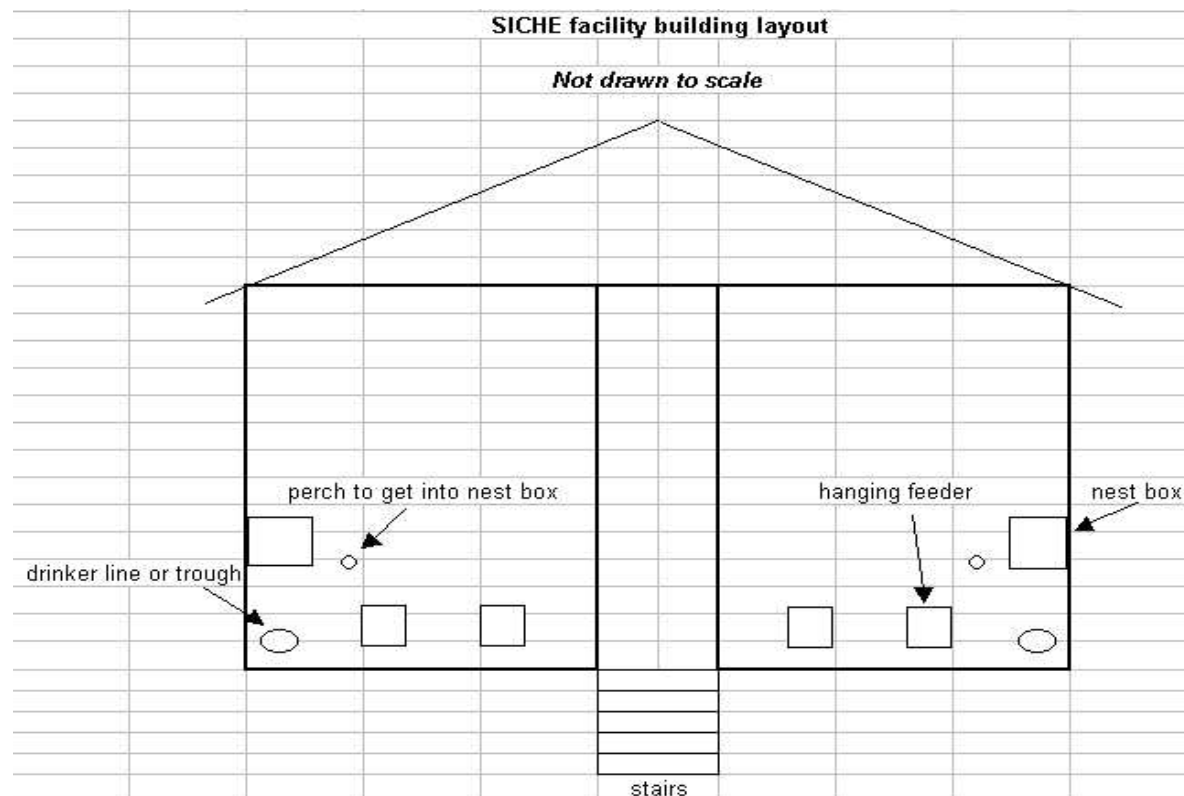 SICHE facility building layout
Not drawn to scale
perch to get into nest box
hanging feeder
nest box
drinker line or trough
stairs